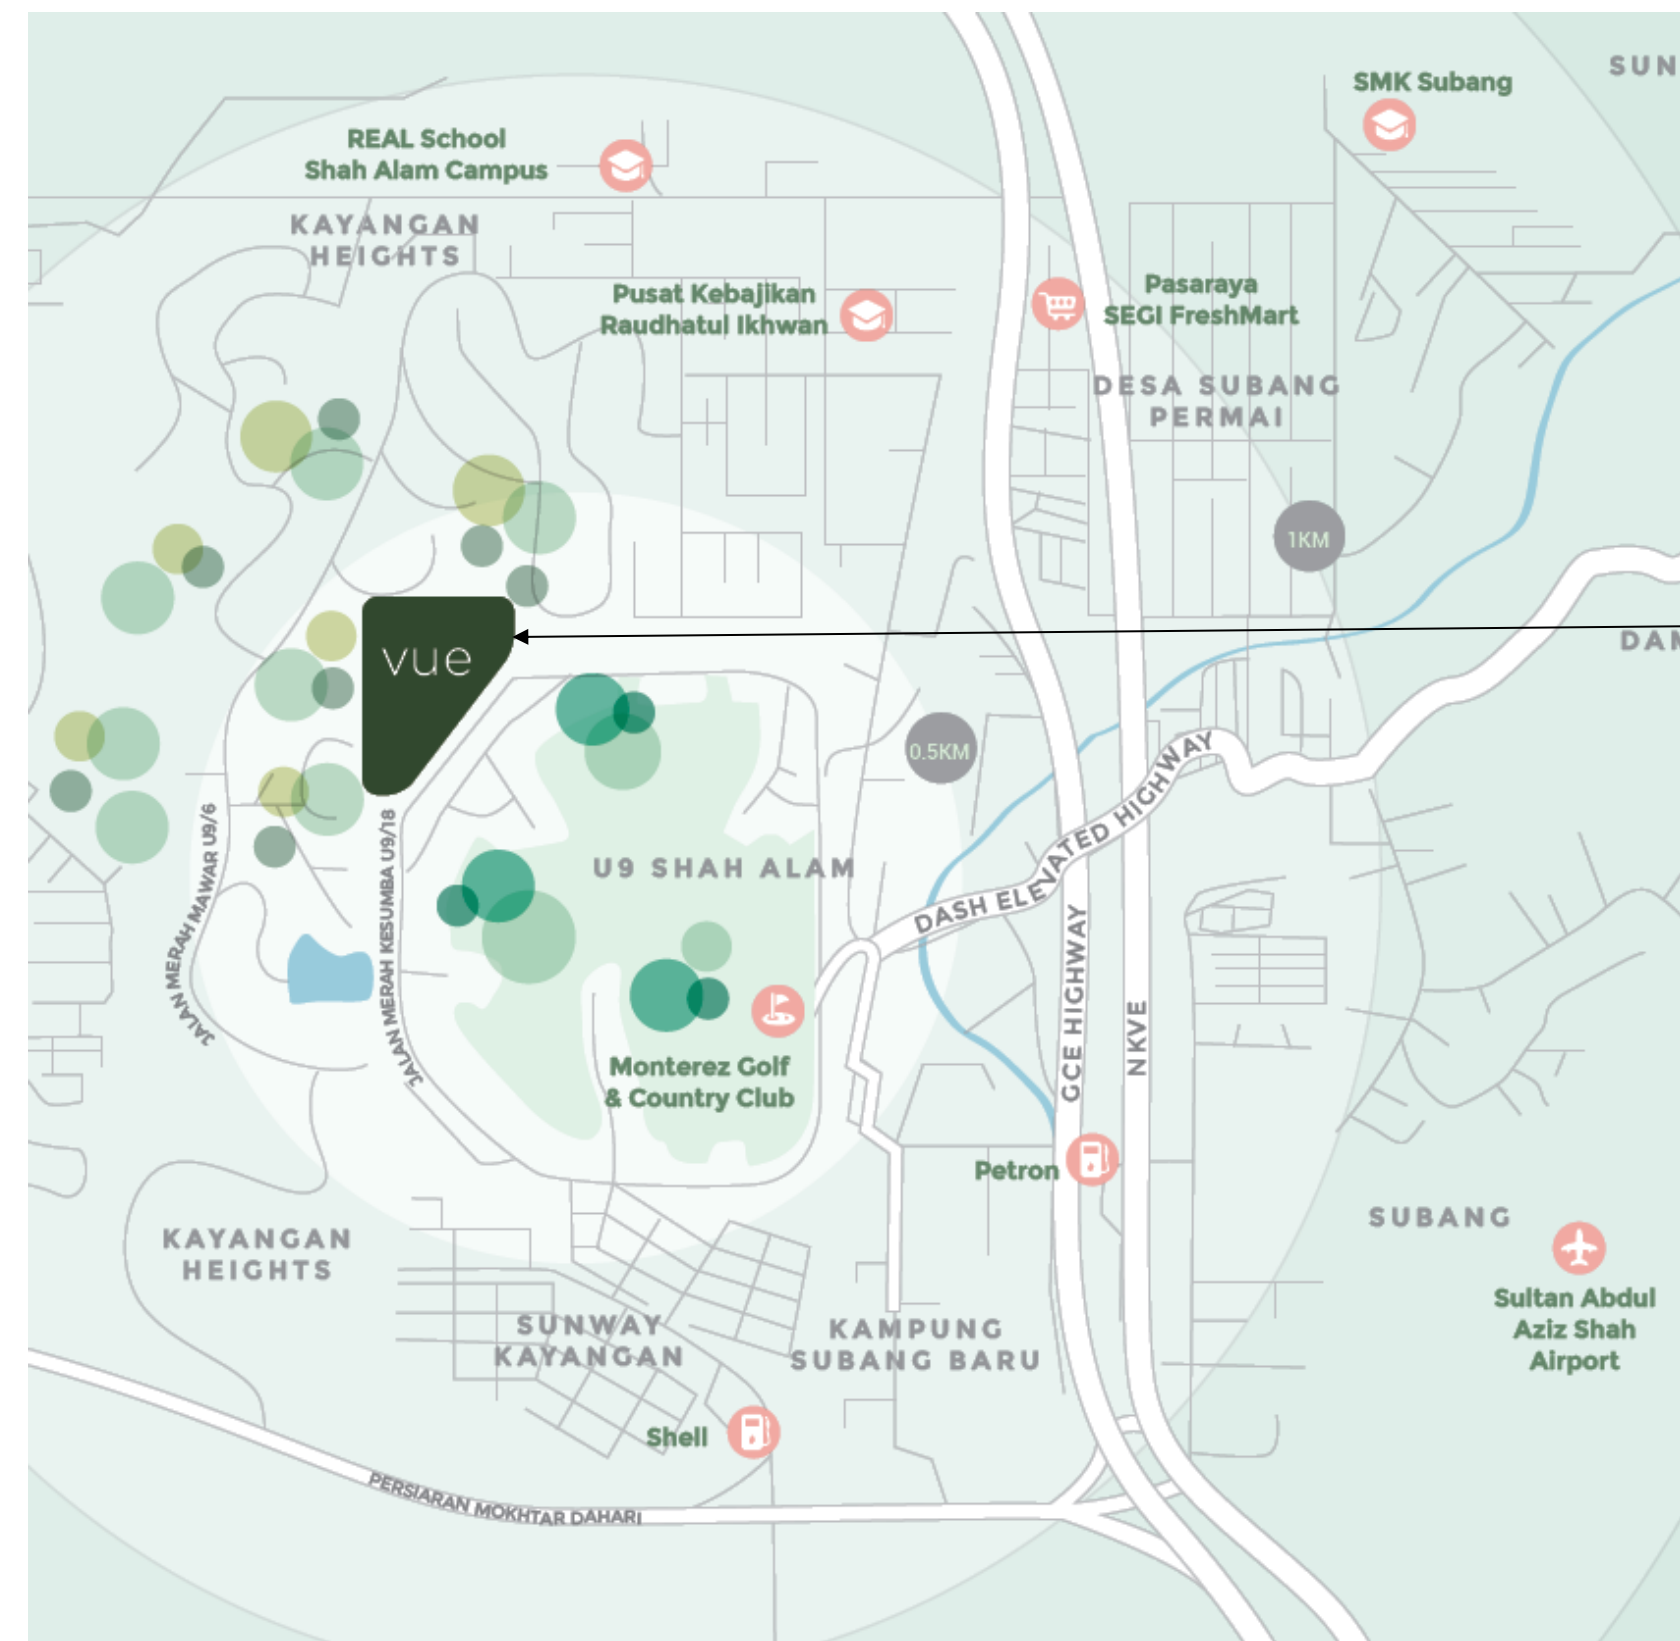 SUN
SMK Subang
REAL School
Shah Alam Campus
KAYANGAN
HEIGHTS
Pusat Kebajikan
Raudhatul Ikhwan
Pasaraya
SEGI FreshMart
DESA SUBANG
PERMAI
1KM
DAM
vue
0.5KM
DASH ELEVATED HIGHWAY
U9 SHAH ALAM
JALAN MERAH MAWAR U9/6
JALAN MERAH KESUMBA U9/18
GCE HIGHWAY
NKVE
Monterez Golf
& Country Club
Petron
SUBANG
KAYANGAN
HEIGHTS
Sultan Abdul
Aziz Shah
Airport
SUNWAY
KAYANGAN
KAMPUNG
SUBANG BARU
Shell
PERSIARAN MOKHTAR DAHARI